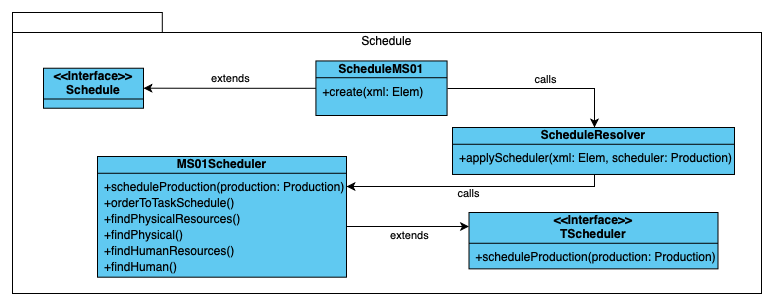 Schedule
<<Interface>>
Schedule
extends
ScheduleMS01
+create(xml: Elem)
calls
ScheduleResolver
+applyScheduler(xml: Elem, scheduler: Production)
calls
MS01Scheduler
+scheduleProduction(production: Production)
+orderToTaskSchedule()
+findPhysicalResources()
+findPhysical()
+findHumanResources()
+findHuman()
extends
<<Interface>>
TScheduler
+scheduleProduction(production: Production)